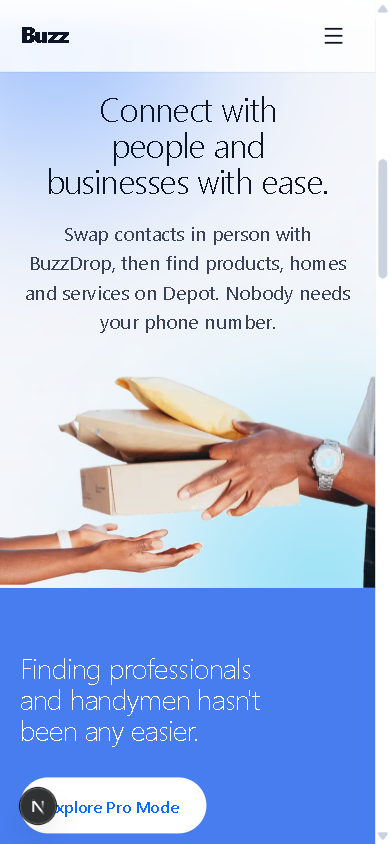 Buzz
Connect with
people and
businesses with ease.
Swap contacts in person with
BuzzDrop, then find products, homes
and services on Depot. Nobody needs
your phone number.
Finding professionals
and handymen hasn't
been any easier.
N
xplore Pro Mode